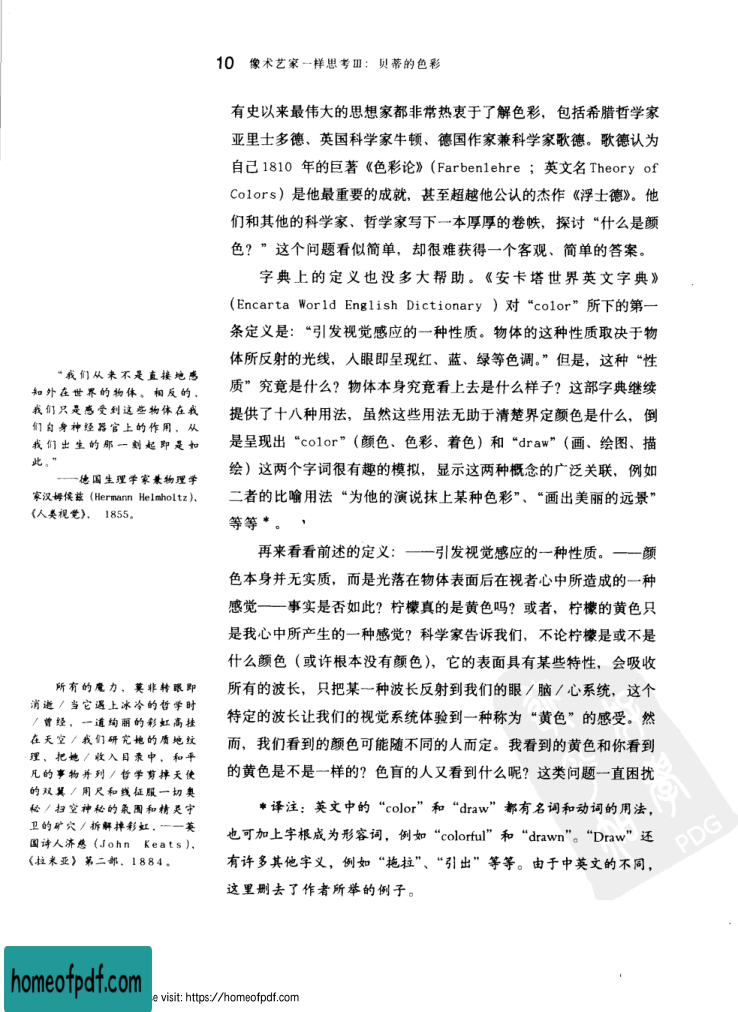 10 像术艺家一样思考III：贝蒂的色彩
有史以来最伟大的思想家都非常热衷于了解色彩，包括希腊哲学家
亚里士多德、英国科学家牛顿、德国作家兼科学家歌德。歌德认为
自己1810 年的巨著《色彩论》（Farbenlehre ；英文名Theory of
Colors）是他最重要的成就，甚至超越他公认的杰作《浮士德》。他
们和其他的科学家、哲学家写下一本厚厚的卷帙，探讨“什么是颜
色？”这个问题看似简单，却很难获得一个客观、简单的答案。
字典上的定义也没多大帮助。《安卡塔世界英文字典》
（Encarta World English Dictionary ）对“color”所下的第一
条定义是：“引发视觉感应的一种性质。物体的这种性质取决于物
体所反射的光线，人眼即呈现红、蓝、绿等色调。”但是，这种“性
质”究竟是什么？物体本身究竟看上去是什么样子？这部字典继续
提供了十八种用法，虽然这些用法无助于清楚界定颜色是什么，倒
是呈现出“color”（颜色、色彩、着色）和“draw”（画、绘图、描
绘）这两个字词很有趣的模拟，显示这两种概念的广泛关联，例如
二者的比喻用法“为他的演说抹上某种色彩”、“画出美丽的远景”
等等*。
再来看看前述的定义：——引发视觉感应的一种性质。——颜
色本身并无实质，而是光落在物体表面后在视者心中所造成的一种
感觉——事实是否如此？柠檬真的是黄色吗？或者，柠檬的黄色只
是我心中所产生的一种感觉？科学家告诉我们，不论柠檬是或不是
什么颜色（或许根本没有颜色），它的表面具有某些特性，会吸收
所有的波长，只把某一种波长反射到我们的眼／脑／心系统，这个
特定的波长让我们的视觉系统体验到一种称为“黄色”的感受。然
而，我们看到的颜色可能随不同的人而定。我看到的黄色和你看到
的黄色是不是一样的？色盲的人又看到什么呢？这类问题一直困扰
“我们从来不是直接地感
知外在世界的物体。相反的，
我们只是感受到这些物体在我
们自身神经器官上的作用，从
我们出生的那一刻起即是如
此。”
——德国生理学家兼物理学
家汉姆侯兹（Hermann Helmholtz），
《人类视觉》， 1855。
所有的魔力，莫非转眼即
消逝／当它遇上冰冷的哲学时
／曾经，一道绚丽的彩虹高挂
在天空／我们研究她的质地纹
理，把她／收入目录中，和平
凡的事物并列／哲学剪掉天使
的双翼／用尺和线征服一切奥
秘／扫空神秘的氛围和精灵守
卫的矿穴／拆解掉彩虹．——英
国诗人济慈（John Keats），
《拉米亚》第二部，1884。
*译注：英文中的“color”和“draw”都有名词和动词的用法，
也可加上字根成为形容词，例如“colorful”和“drawn”。“Draw”还
有许多其他字义，例如“拖拉”、“引出”等等。由于中英文的不同，
这里删去了作者所举的例子。
PDG
homeofpdf.com
e visit: https://homeofpdf.com